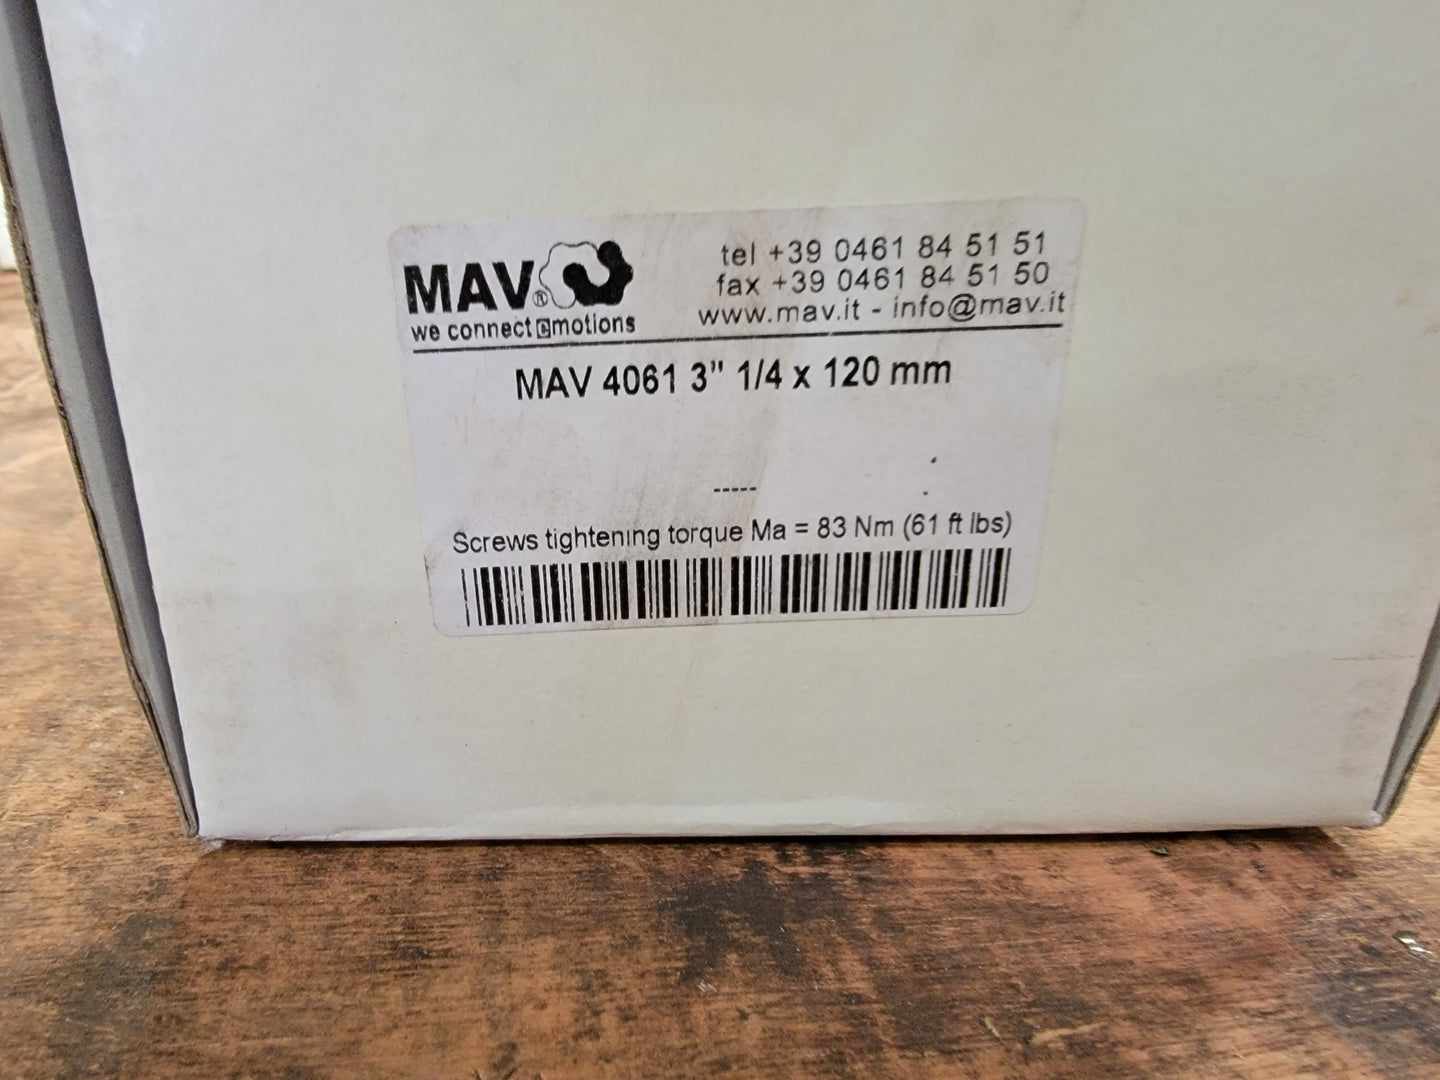 MAV®
we connect emotions
tel +39 0461 84 51 51
fax +39 0461 84 51 50
www.mav.it - info@mav.it
MAV 4061 3" 1/4 x 120 mm
-----
Screws tightening torque Ma = 83 Nm (61 ft lbs)